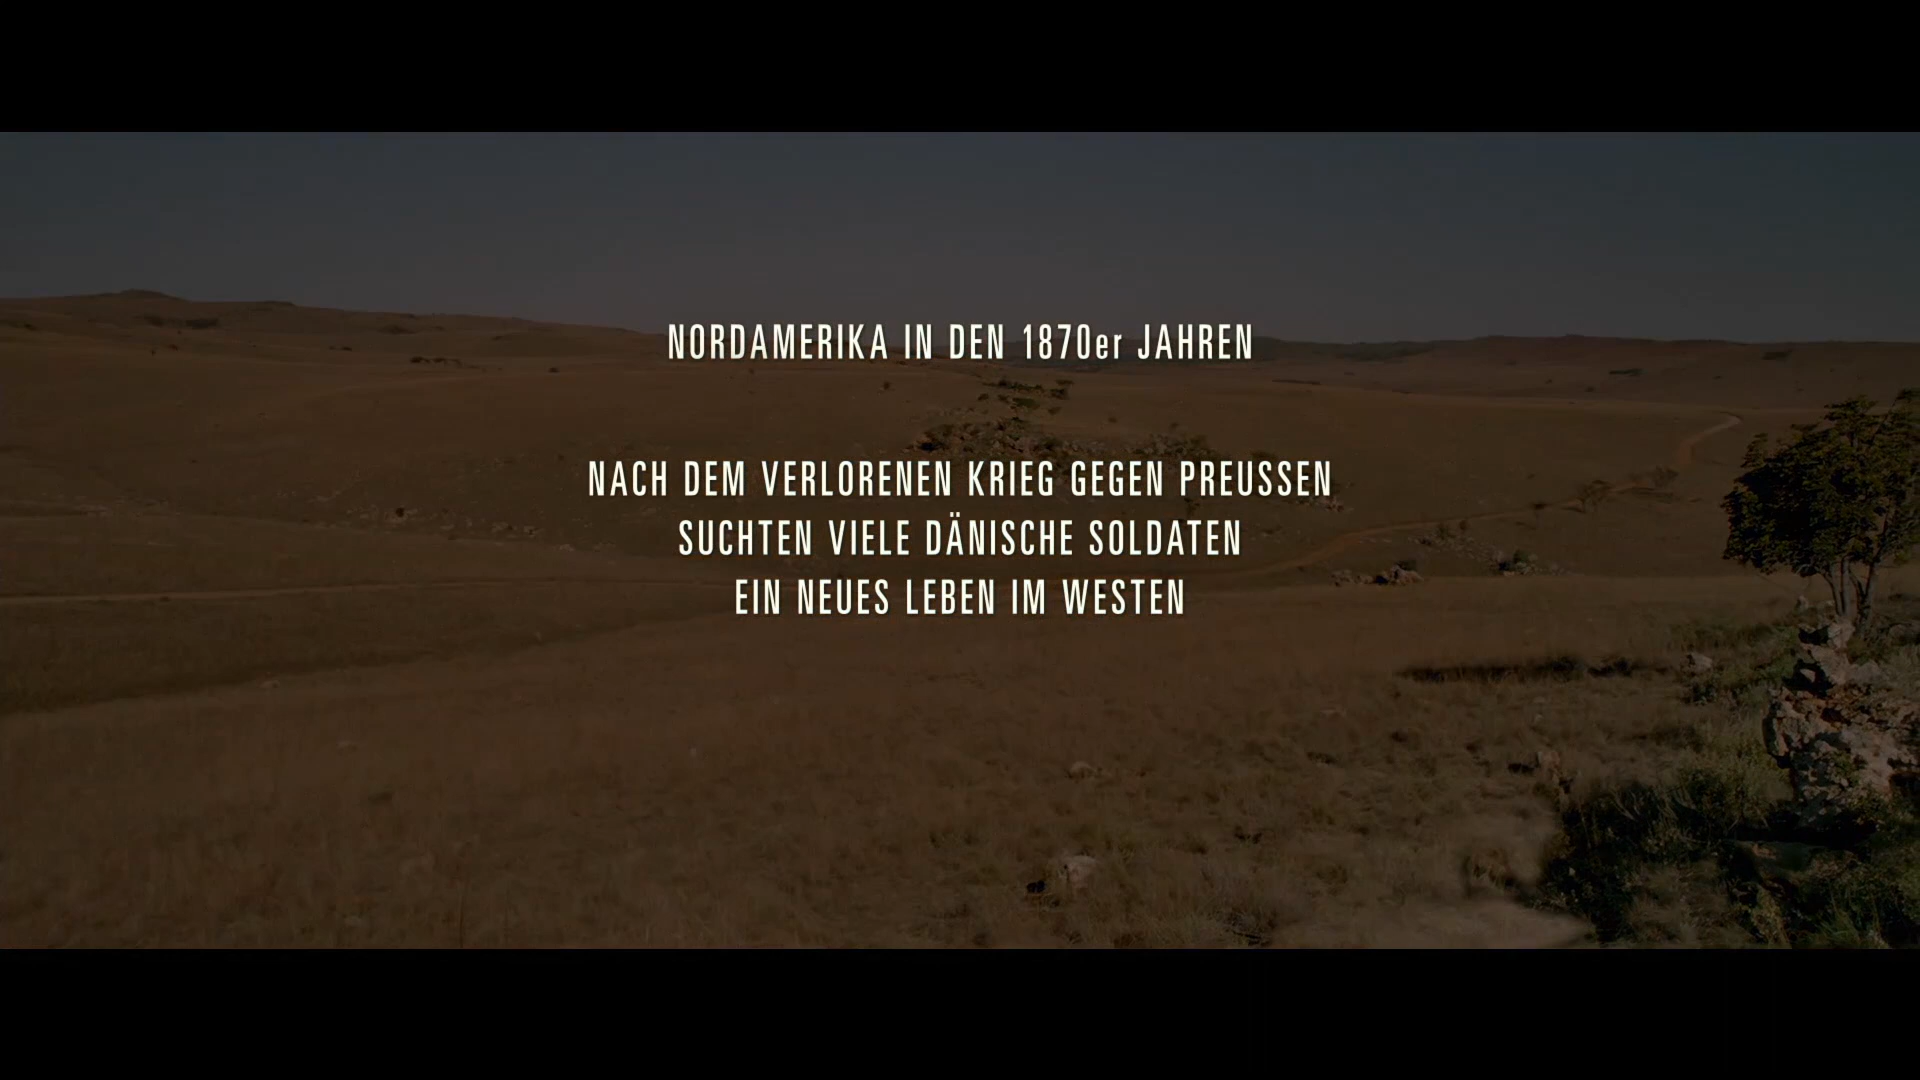 NORDAMERIKA IN DEN 1870er JAHREN
NACH DEM VERLORENEN KRIEG GEGEN PREUSSEN
SUCHTEN VIELE DÄNISCHE SOLDATEN
EIN NEUES LEBEN IM WESTEN